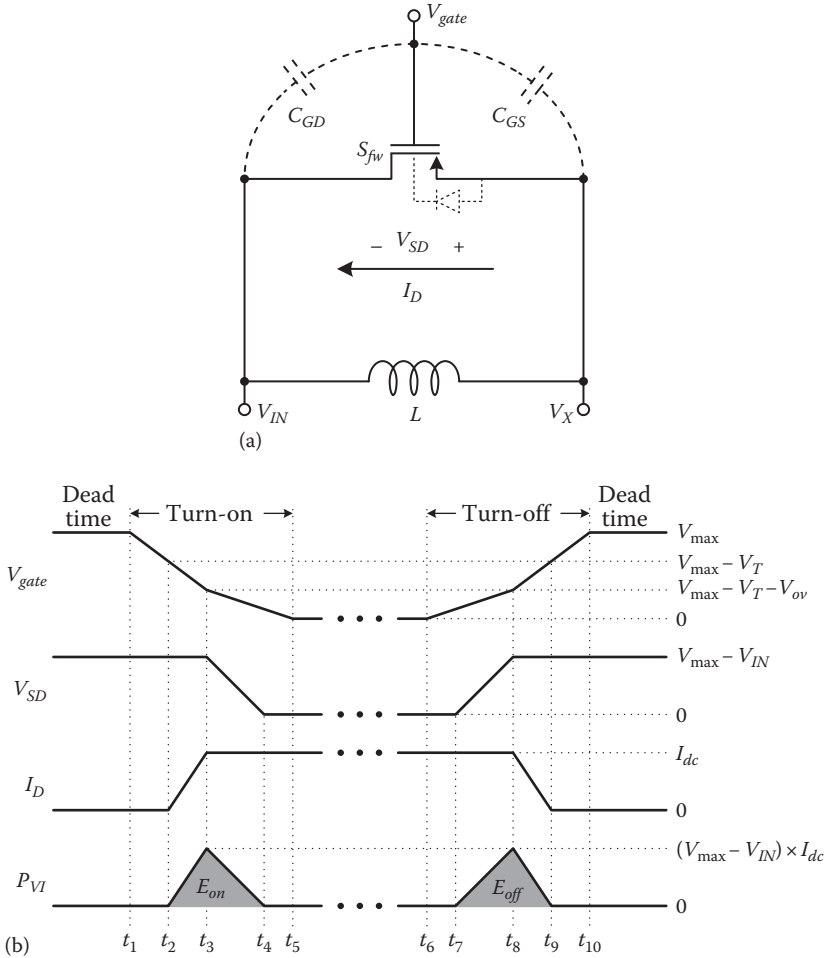 V_gate
C_GD
C_GS
S_fw
− V_SD +
I_D
V_IN
L
V_X
(a)
Dead time
Turn-on
Turn-off
Dead time
V_gate
V_max
V_max − V_T
V_max − V_T − V_ov
0
V_SD
V_max − V_IN
0
I_D
I_dc
0
P_VI
E_on
E_off
(V_max − V_IN) × I_dc
0
(b)
t_1 t_2 t_3 t_4 t_5 t_6 t_7 t_8 t_9 t_10